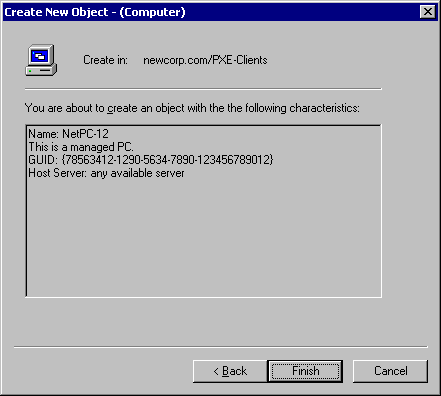 Create New Object - (Computer)
Create in: newcorp.com/PXE-Clients
You are about to create an object with the the following characteristics:
Name: NetPC-12
This is a managed PC.
GUID: {78563412-1290-5634-7890-123456789012}
Host Server: any available server
< Back Finish Cancel